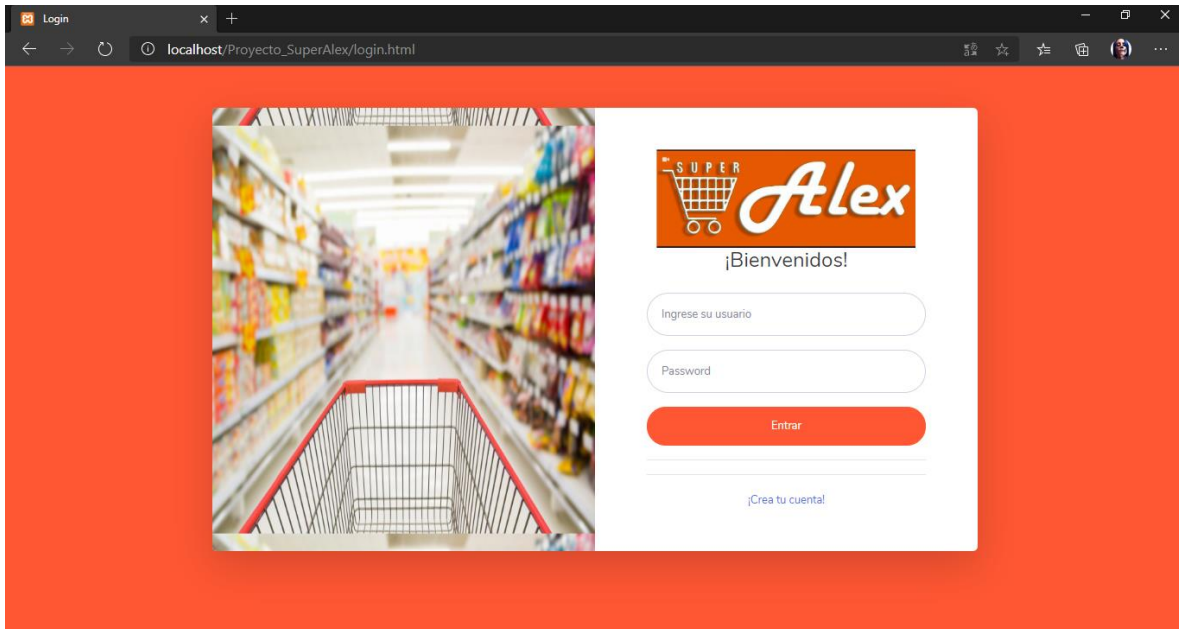 Login
localhost/Proyecto_SuperAlex/login.html
SUPER
Alex
¡Bienvenidos!
Ingrese su usuario
Password
Entrar
¡Crea tu cuenta!